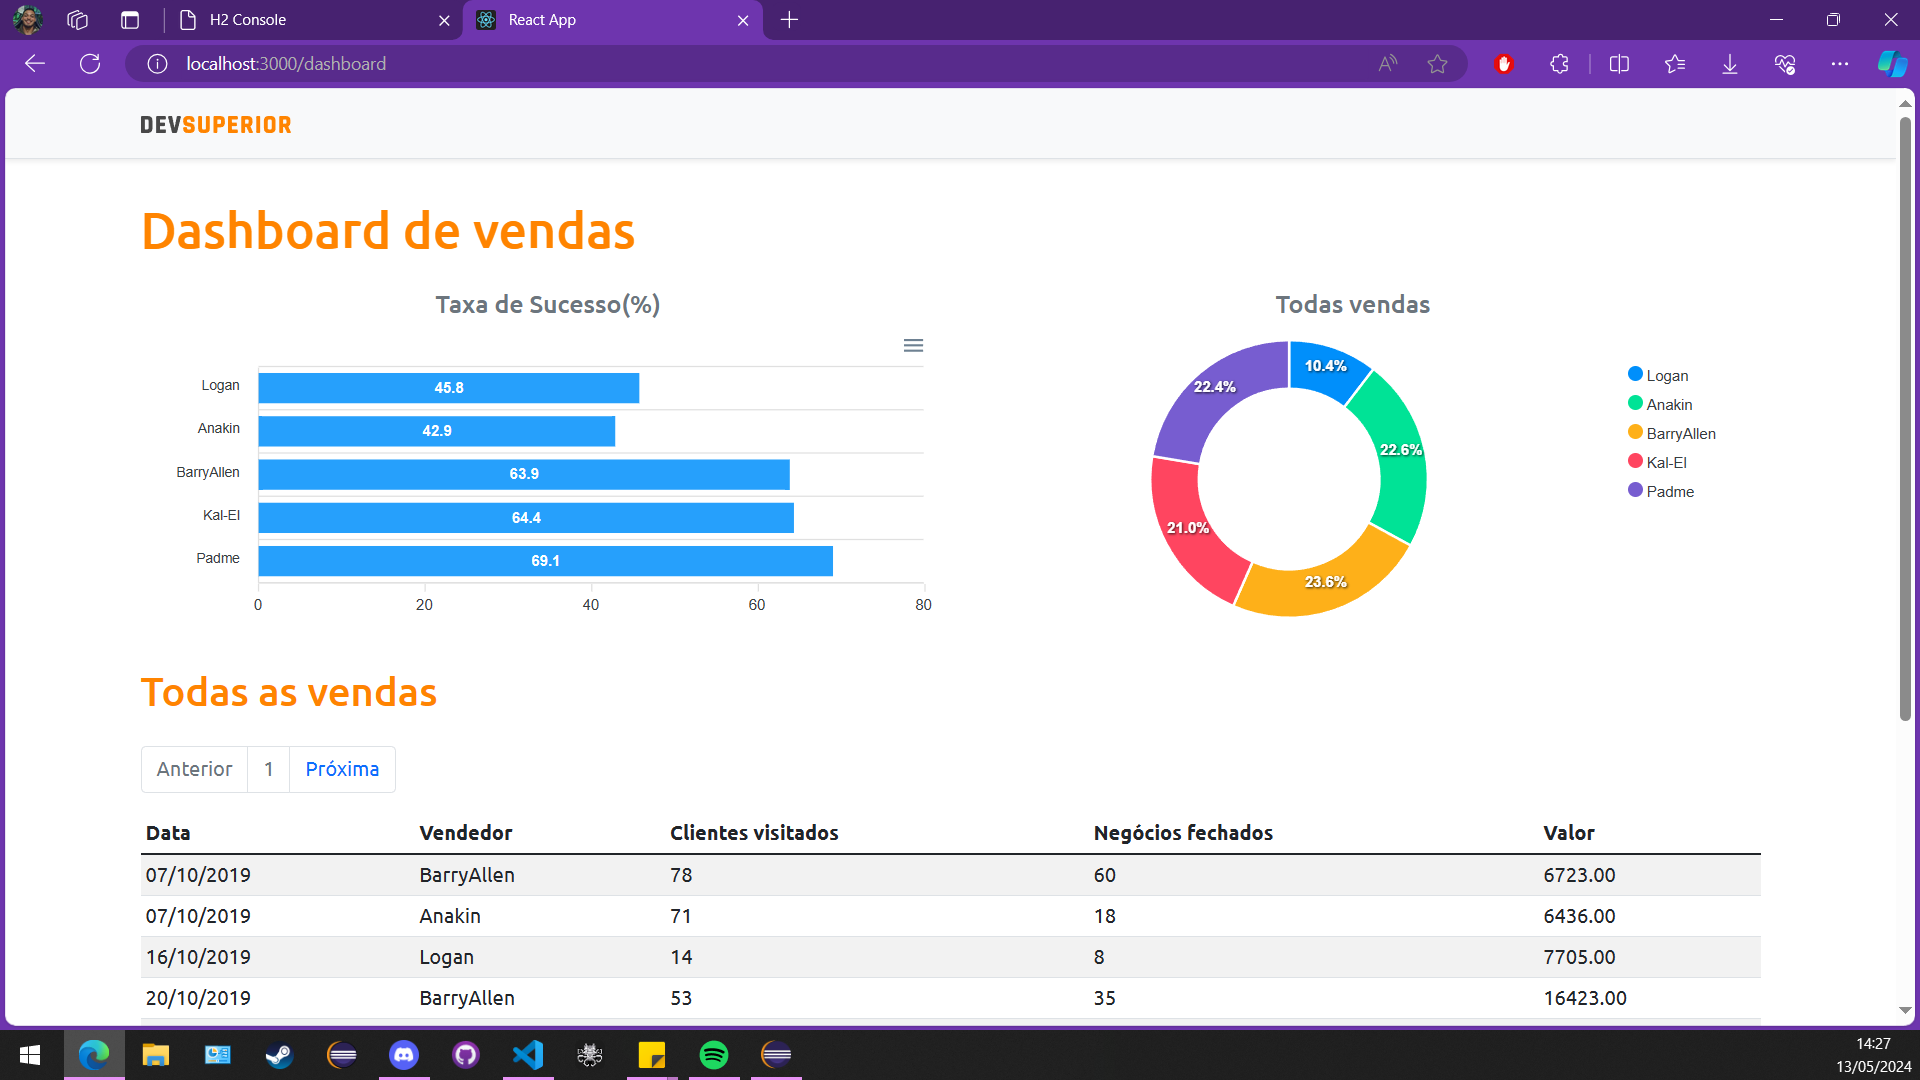 H2 Console
React App
localhost:3000/dashboard
DEVSUPERIOR
Dashboard de vendas
Taxa de Sucesso(%)
Logan 45.8
Anakin 42.9
BarryAllen 63.9
Kal-El 64.4
Padme 69.1
0 20 40 60 80
Todas vendas
10.4%
22.6%
23.6%
21.0%
22.4%
Logan
Anakin
BarryAllen
Kal-El
Padme
Todas as vendas
Anterior 1 Próxima
Data Vendedor Clientes visitados Negócios fechados Valor
07/10/2019 BarryAllen 78 60 6723.00
07/10/2019 Anakin 71 18 6436.00
16/10/2019 Logan 14 8 7705.00
20/10/2019 BarryAllen 53 35 16423.00
14:27
13/05/2024